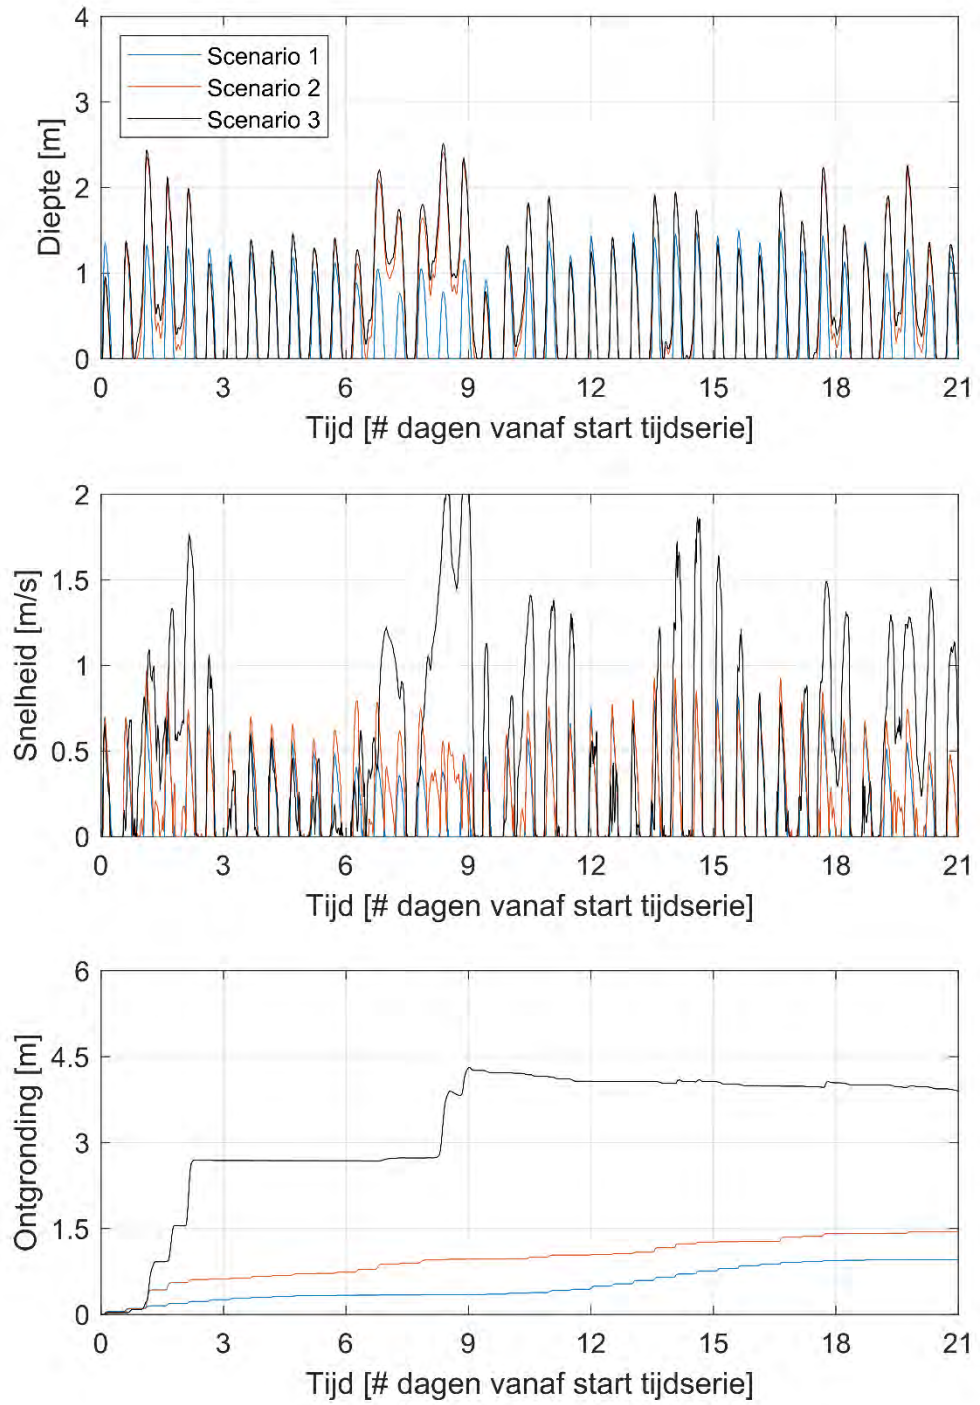 4
3
2
1
0
Diepte [m]
Scenario 1
Scenario 2
Scenario 3
0 3 6 9 12 15 18 21
Tijd [# dagen vanaf start tijdserie]
2
1.5
1
0.5
0
Snelheid [m/s]
0 3 6 9 12 15 18 21
Tijd [# dagen vanaf start tijdserie]
6
4.5
3
1.5
0
Ontgronding [m]
0 3 6 9 12 15 18 21
Tijd [# dagen vanaf start tijdserie]